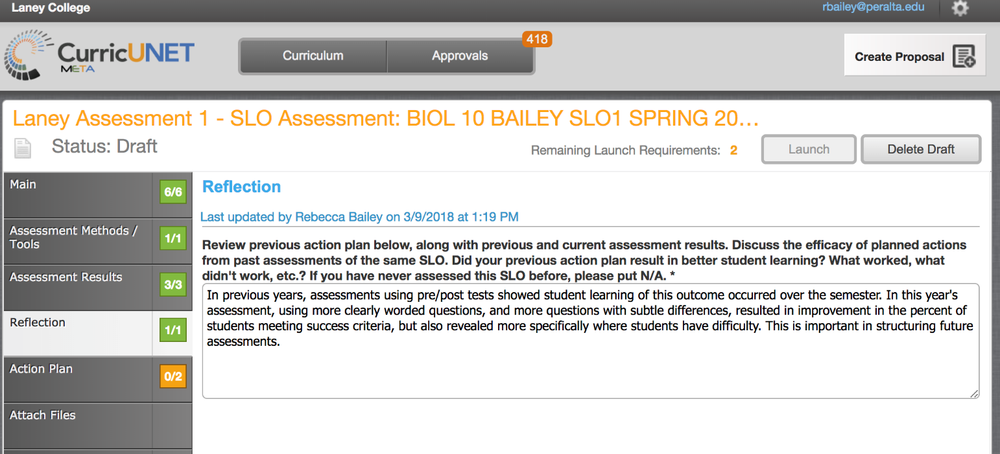 Laney College
rbailey@peralta.edu
CurricUNET
META
Curriculum
Approvals
418
Create Proposal
Laney Assessment 1 - SLO Assessment: BIOL 10 BAILEY SLO1 SPRING 20...
Status: Draft
Remaining Launch Requirements: 2
Launch
Delete Draft
Main
6/6
Assessment Methods /
Tools
1/1
Assessment Results
3/3
Reflection
1/1
Action Plan
0/2
Attach Files
Reflection
Last updated by Rebecca Bailey on 3/9/2018 at 1:19 PM
Review previous action plan below, along with previous and current assessment results. Discuss the efficacy of planned actions
from past assessments of the same SLO. Did your previous action plan result in better student learning? What worked, what
didn't work, etc.? If you have never assessed this SLO before, please put N/A. *
In previous years, assessments using pre/post tests showed student learning of this outcome occurred over the semester. In this year's
assessment, using more clearly worded questions, and more questions with subtle differences, resulted in improvement in the percent of
students meeting success criteria, but also revealed more specifically where students have difficulty. This is important in structuring future
assessments.